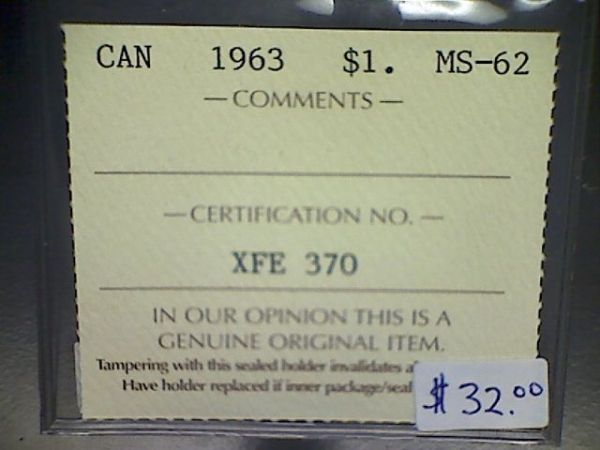 CAN 1963 $1. MS-62
— COMMENTS —
— CERTIFICATION NO. —
XFE 370
IN OUR OPINION THIS IS A
GENUINE ORIGINAL ITEM.
Tampering with this sealed holder invalidates
Have holder replaced if inner package/seal
$32.00